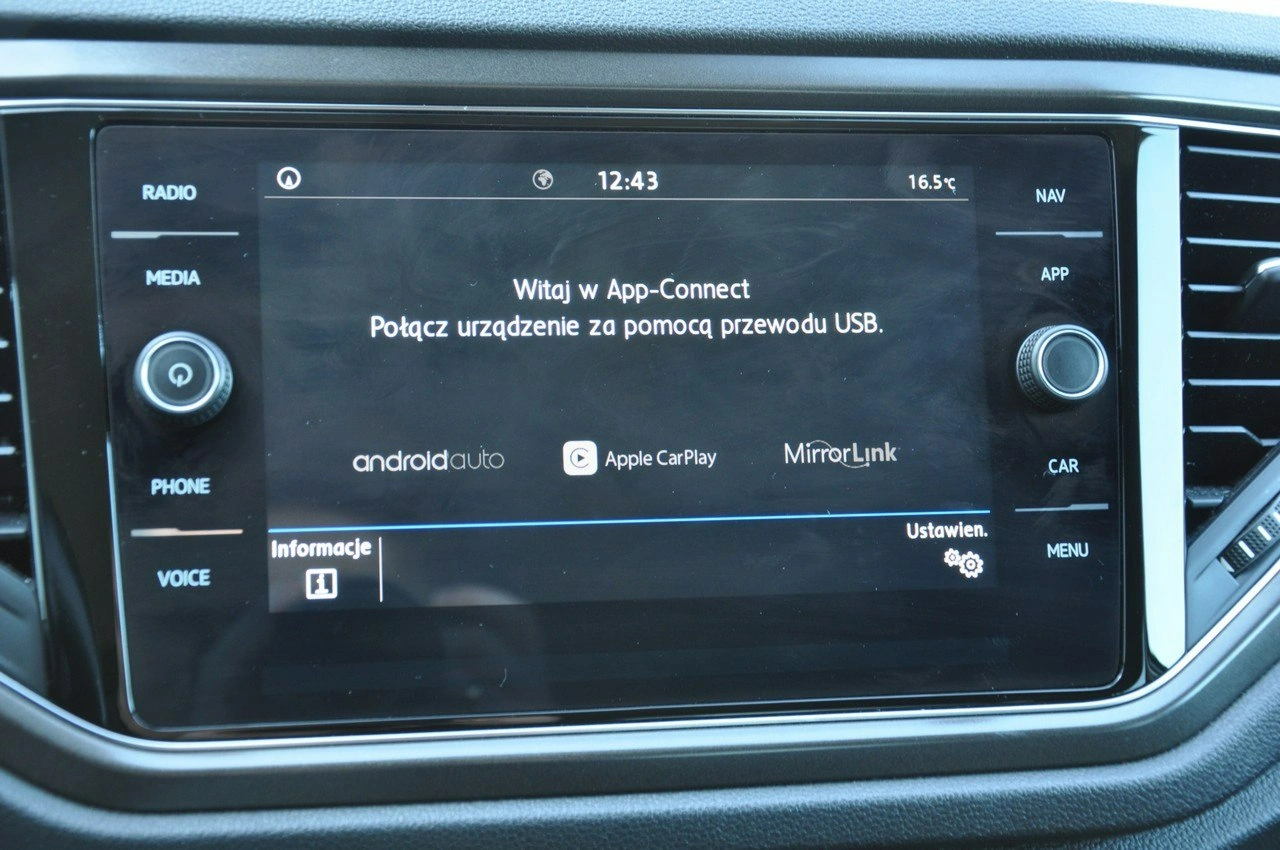 RADIO
MEDIA
PHONE
VOICE
12:43
16.5°C
Witaj w App-Connect
Połącz urządzenie za pomocą przewodu USB.
androidauto
Apple CarPlay
MirrorLink
Informacje
i
Ustawien.
NAV
APP
CAR
MENU